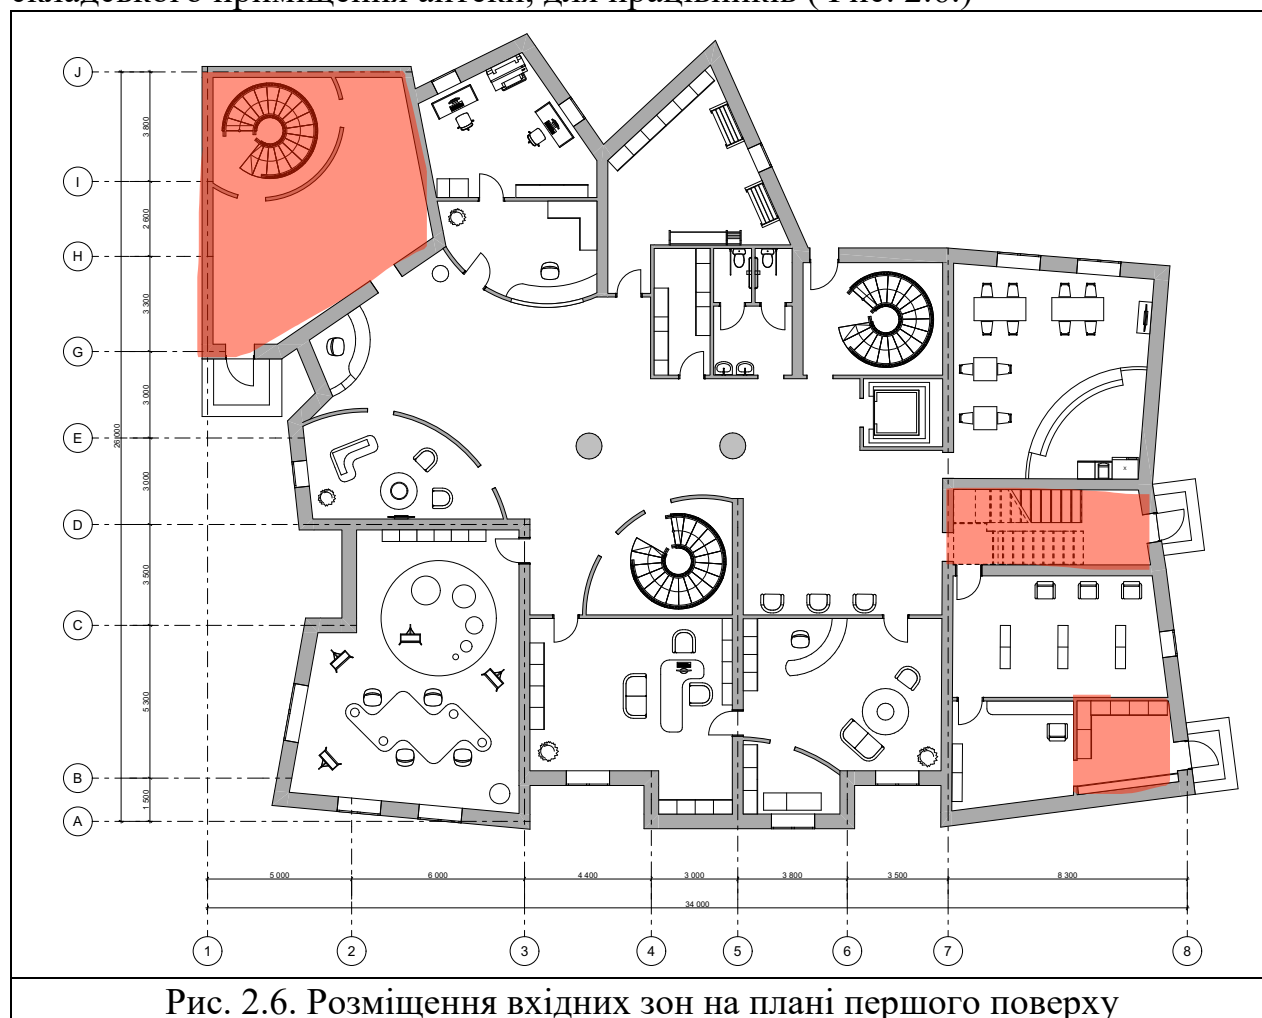 складського приміщення аптеки, для працівників ( Рис. 2.6.)
J
I
H
G
E
D
C
B
A
3 800
2 600
3 300
3 000
3 000
3 500
5 300
1 500
26 000
X
5 000
6 000
4 400
3 000
3 800
3 500
8 300
34 000
1
2
3
4
5
6
7
8
Рис. 2.6. Розміщення вхідних зон на плані першого поверху